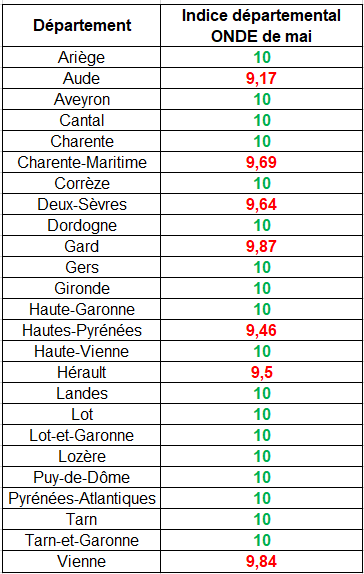 Département Indice départemental
ONDE de mai
Ariège 10
Aude 9,17
Aveyron 10
Cantal 10
Charente 10
Charente-Maritime 9,69
Corrèze 10
Deux-Sèvres 9,64
Dordogne 10
Gard 9,87
Gers 10
Gironde 10
Haute-Garonne 10
Hautes-Pyrénées 9,46
Haute-Vienne 10
Hérault 9,5
Landes 10
Lot 10
Lot-et-Garonne 10
Lozère 10
Puy-de-Dôme 10
Pyrénées-Atlantiques 10
Tarn 10
Tarn-et-Garonne 10
Vienne 9,84